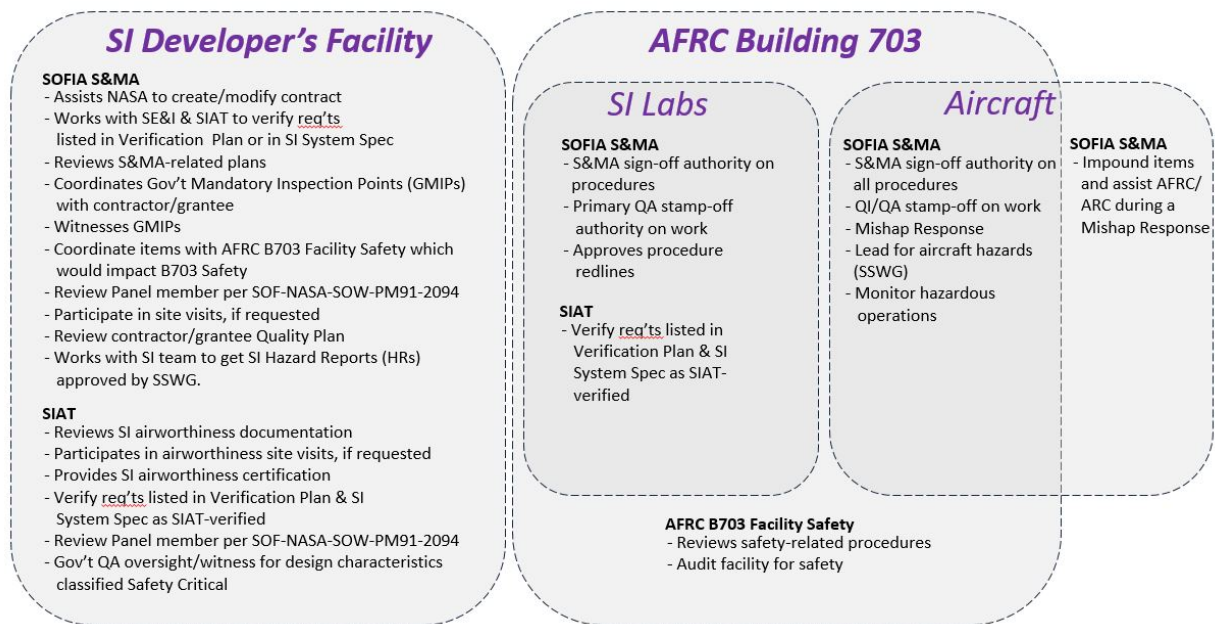 SI Developer's Facility
SOFIA S&MA
- Assists NASA to create/modify contract
- Works with SE&I & SIAT to verify req'ts
listed in Verification Plan or in SI System Spec
- Reviews S&MA-related plans
- Coordinates Gov't Mandatory Inspection Points (GMIPs)
with contractor/grantee
- Witnesses GMIPs
- Coordinate items with AFRC B703 Facility Safety which
would impact B703 Safety
- Review Panel member per SOF-NASA-SOW-PM91-2094
- Participate in site visits, if requested
- Review contractor/grantee Quality Plan
- Works with SI team to get SI Hazard Reports (HRs)
approved by SSWG.
SIAT
- Reviews SI airworthiness documentation
- Participates in airworthiness site visits, if requested
- Provides SI airworthiness certification
- Verify req'ts listed in Verification Plan & SI
System Spec as SIAT-verified
- Review Panel member per SOF-NASA-SOW-PM91-2094
- Gov't QA oversight/witness for design characteristics
classified Safety Critical
AFRC Building 703
SI Labs
SOFIA S&MA
- S&MA sign-off authority on
procedures
- Primary QA stamp-off
authority on work
- Approves procedure
redlines
SIAT
- Verify req'ts listed in
Verification Plan & SI
System Spec as SIAT-
verified
Aircraft
SOFIA S&MA
- S&MA sign-off authority on
all procedures
- QI/QA stamp-off on work
- Mishap Response
- Lead for aircraft hazards
(SSWG)
- Monitor hazardous
operations
SOFIA S&MA
- Impound items
and assist AFRC/
ARC during a
Mishap Response
AFRC B703 Facility Safety
- Reviews safety-related procedures
- Audit facility for safety